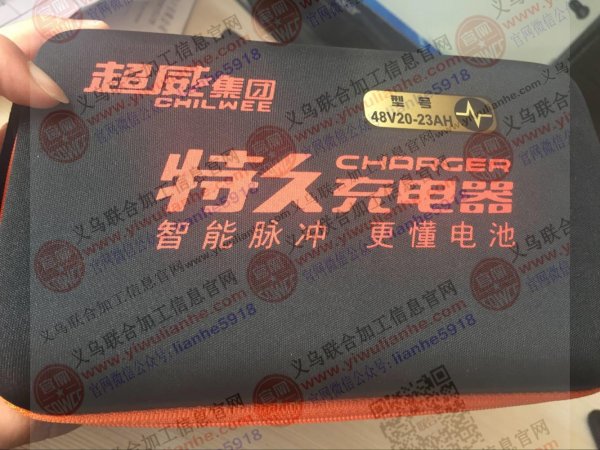 超威集团
CHILWEE
型号
48V20-23AH
特久充电器
CHARGER
智能脉冲 更懂电池
义乌联合加工信息官网
www.yiwulianhe.com
官网微信公众号:lianhe5918